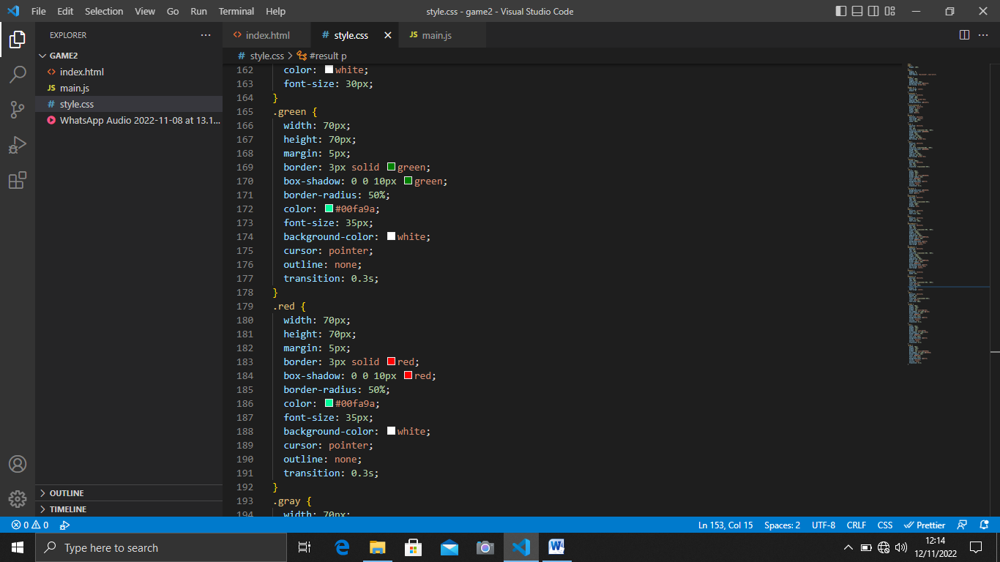 File Edit Selection View Go Run Terminal Help
style.css - game2 - Visual Studio Code
EXPLORER
GAME2
index.html
JS main.js
# style.css
WhatsApp Audio 2022-11-08 at 13.1...
OUTLINE
TIMELINE
<> index.html
# style.css
JS main.js
# style.css > #result p
162 color: white;
163 font-size: 30px;
164 }
165 .green {
166 width: 70px;
167 height: 70px;
168 margin: 5px;
169 border: 3px solid green;
170 box-shadow: 0 0 10px green;
171 border-radius: 50%;
172 color: #00fa9a;
173 font-size: 35px;
174 background-color: white;
175 cursor: pointer;
176 outline: none;
177 transition: 0.3s;
178 }
179 .red {
180 width: 70px;
181 height: 70px;
182 margin: 5px;
183 border: 3px solid red;
184 box-shadow: 0 0 10px red;
185 border-radius: 50%;
186 color: #00fa9a;
187 font-size: 35px;
188 background-color: white;
189 cursor: pointer;
190 outline: none;
191 transition: 0.3s;
192 }
193 .gray {
194 width: 70px;
0 0
Ln 153, Col 15 Spaces: 2 UTF-8 CRLF CSS Prettier
Type here to search
12:14
12/11/2022